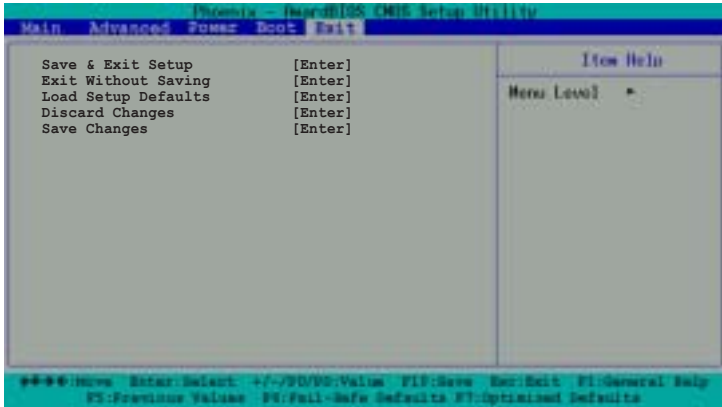 Phoenix - AwardBIOS CMOS Setup Utility
Main Advanced Power Boot Exit
Save & Exit Setup [Enter]
Exit Without Saving [Enter]
Load Setup Defaults [Enter]
Discard Changes [Enter]
Save Changes [Enter]
Item Help
Menu Level
:Move Enter:Select +/-/PU/PD:Value F10:Save Esc:Exit F1:General Help
F5:Previous Values F6:Fail-Safe Defaults F7:Optimized Defaults